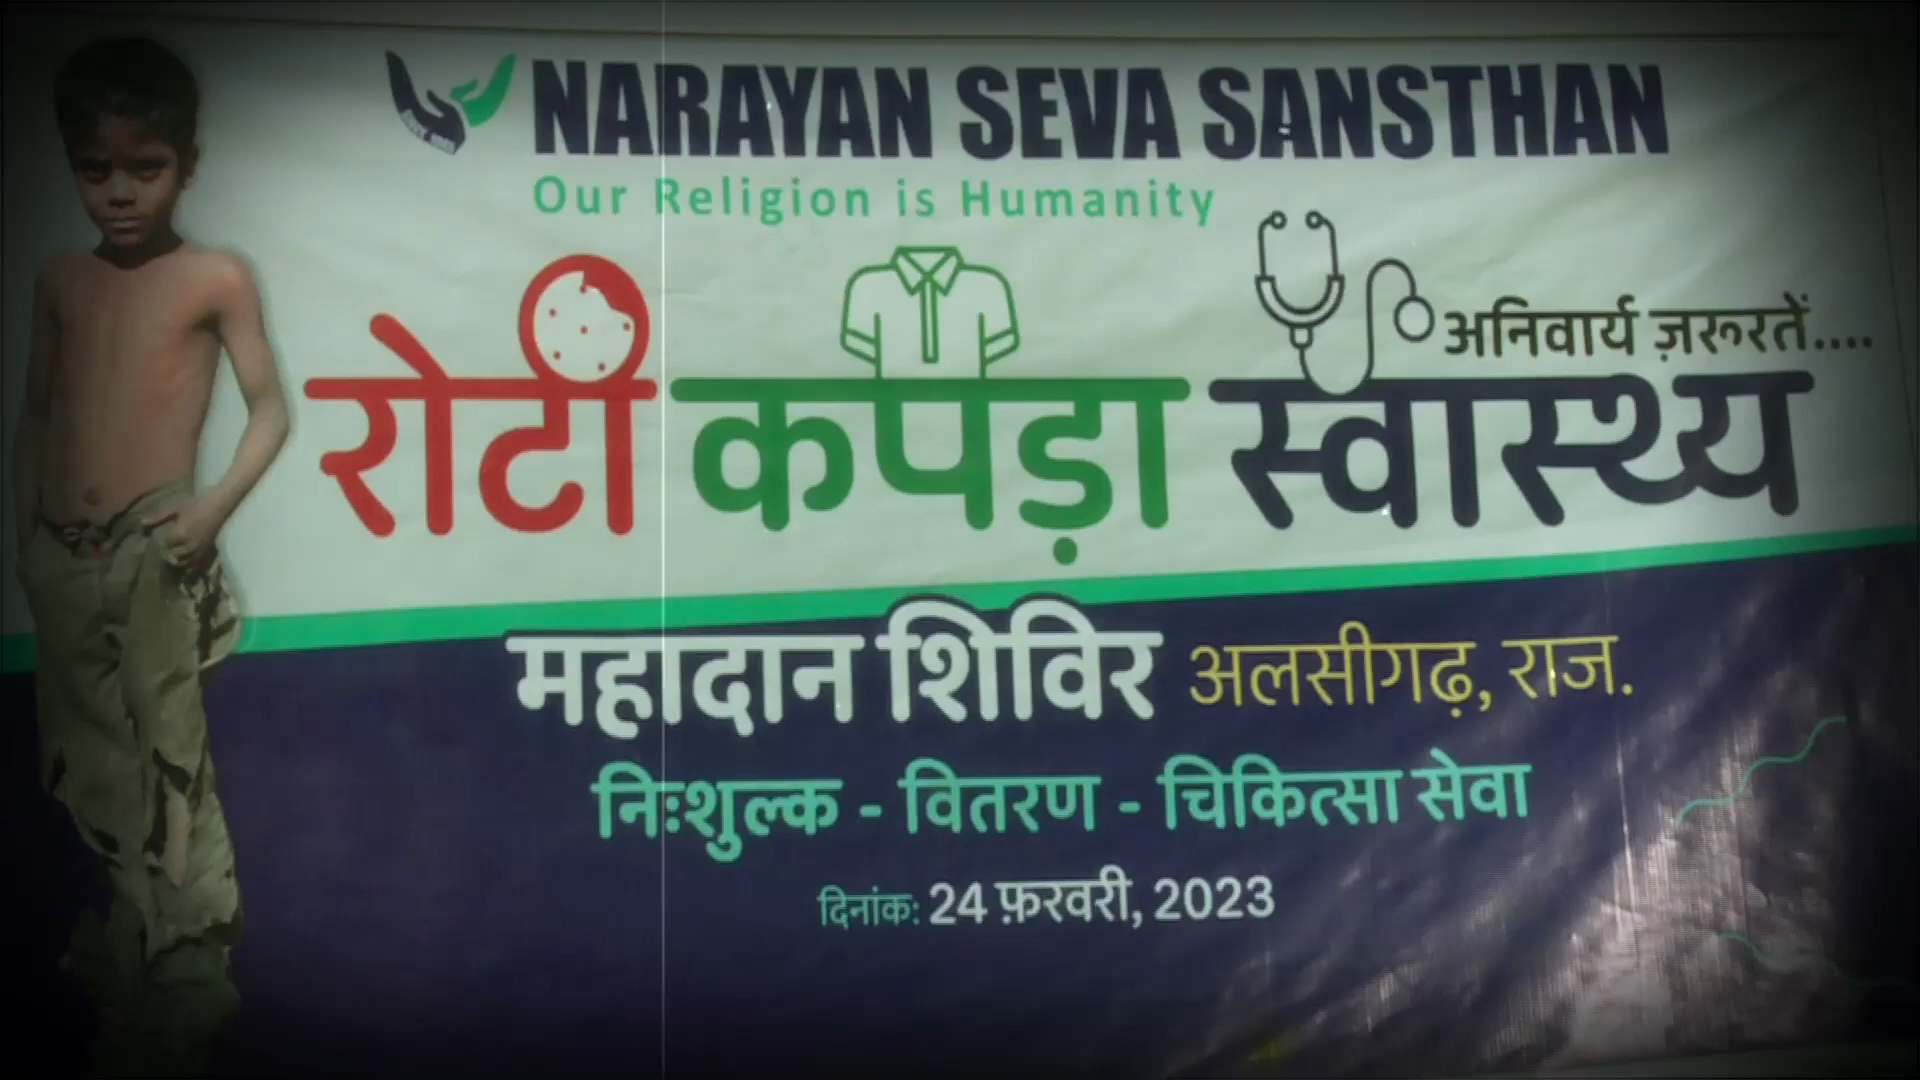 NARAYAN SEVA SANSTHAN
Our Religion is Humanity
अनिवार्य ज़रूरतें....
रोटी कपड़ा स्वास्थ्य
महादान शिविर अलसीगढ़, राज.
निःशुल्क - वितरण - चिकित्सा सेवा
दिनांक: 24 फ़रवरी, 2023